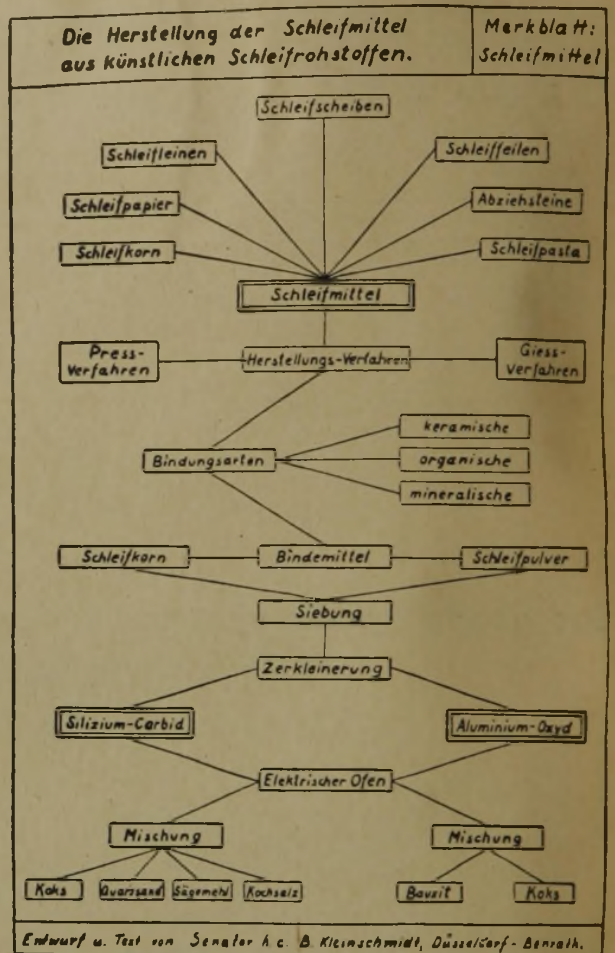 Die Herstellung der Schleifmittel
aus künstlichen Schleifrohstoffen.
Merkblatt:
Schleifmittel
Schleifscheiben
Schleifleinen
Schleiffeilen
Schleifpapier
Abziehsteine
Schleifkorn
Schleifpasta
Schleifmittel
Press-
Verfahren
Herstellungs-Verfahren
Giess-
Verfahren
keramische
Bindungsarten
organische
mineralische
Schleifkorn
Bindemittel
Schleifpulver
Siebung
Zerkleinerung
Silizium-Carbid
Aluminium-Oxyd
Elektrischer Ofen
Mischung
Mischung
Koks
Quarzsand
Sägemehl
Kochsalz
Bauxit
Koks
Entwurf u. Text von Senator h.c. B. Kleinschmidt, Düsseldorf-Benrath.